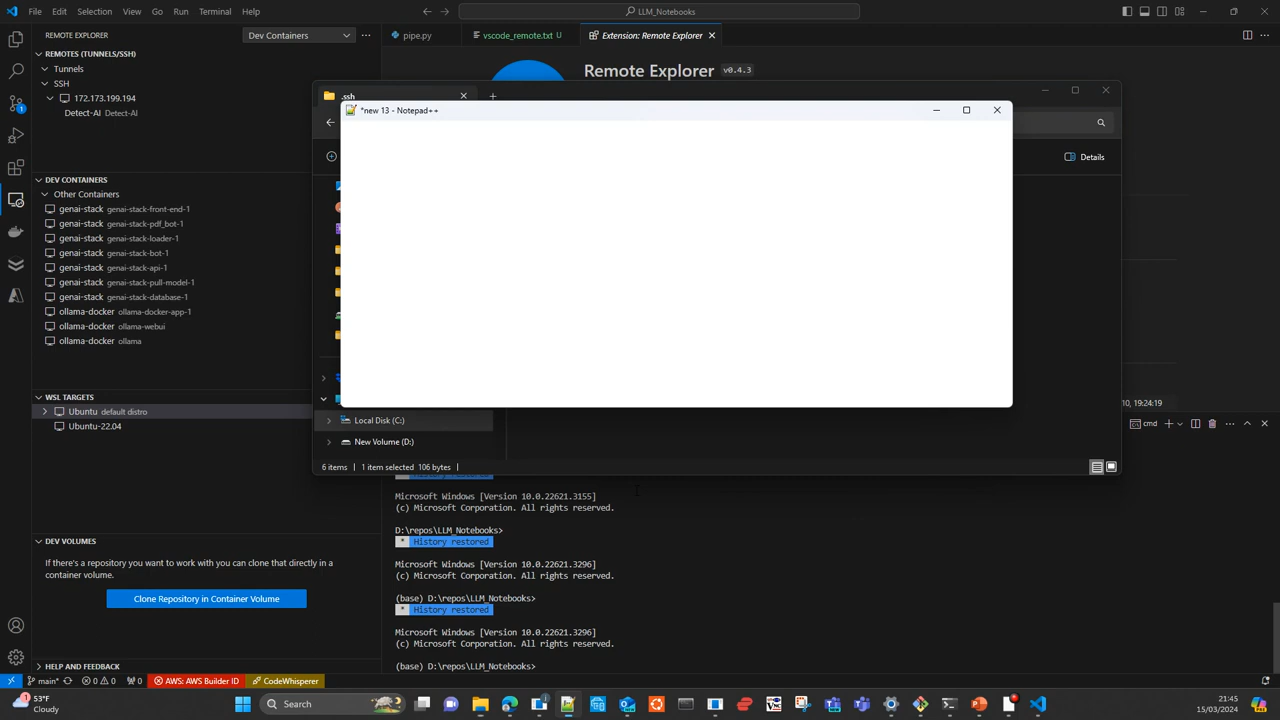 File Edit Selection View Go Run Terminal Help
LLM_Notebooks
REMOTE EXPLORER
Dev Containers
pipe.py
vscode_remote.txt U
Extension: Remote Explorer
REMOTES (TUNNELS/SSH)
Tunnels
SSH
172.173.199.194
Detect-AI Detect-AI
Remote Explorer v0.4.3
.ssh
*new 13 - Notepad++
Details
DEV CONTAINERS
Other Containers
genai-stack genai-stack-front-end-1
genai-stack genai-stack-pdf_bot-1
genai-stack genai-stack-loader-1
genai-stack genai-stack-bot-1
genai-stack genai-stack-api-1
genai-stack genai-stack-pull-model-1
genai-stack genai-stack-database-1
ollama-docker ollama-docker-app-1
ollama-docker ollama-webui
ollama-docker ollama
WSL TARGETS
Ubuntu default distro
Ubuntu-22.04
10, 19:24:19
Local Disk (C:)
New Volume (D:)
6 items 1 item selected 106 bytes
cmd
DEV VOLUMES
If there's a repository you want to work with you can clone that directly in a
container volume.
Clone Repository in Container Volume
Microsoft Windows [Version 10.0.22621.3155]
(c) Microsoft Corporation. All rights reserved.
D:\repos\LLM_Notebooks>
* History restored
Microsoft Windows [Version 10.0.22621.3296]
(c) Microsoft Corporation. All rights reserved.
(base) D:\repos\LLM_Notebooks>
* History restored
Microsoft Windows [Version 10.0.22621.3296]
(c) Microsoft Corporation. All rights reserved.
(base) D:\repos\LLM_Notebooks>
HELP AND FEEDBACK
main* 0 0 0 AWS: AWS Builder ID CodeWhisperer
53°F
Cloudy
Search
21:45
15/03/2024